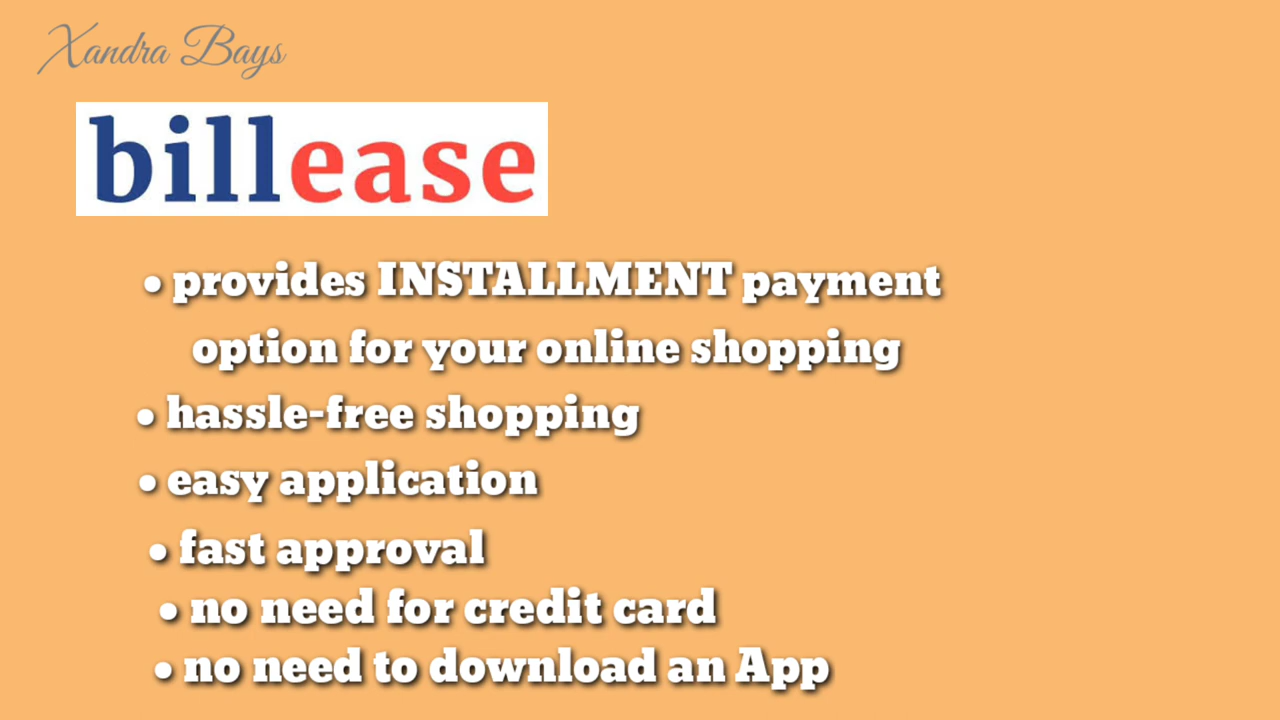 Xandra Bays
billease
• provides INSTALLMENT payment
option for your online shopping
• hassle-free shopping
• easy application
• fast approval
• no need for credit card
• no need to download an App